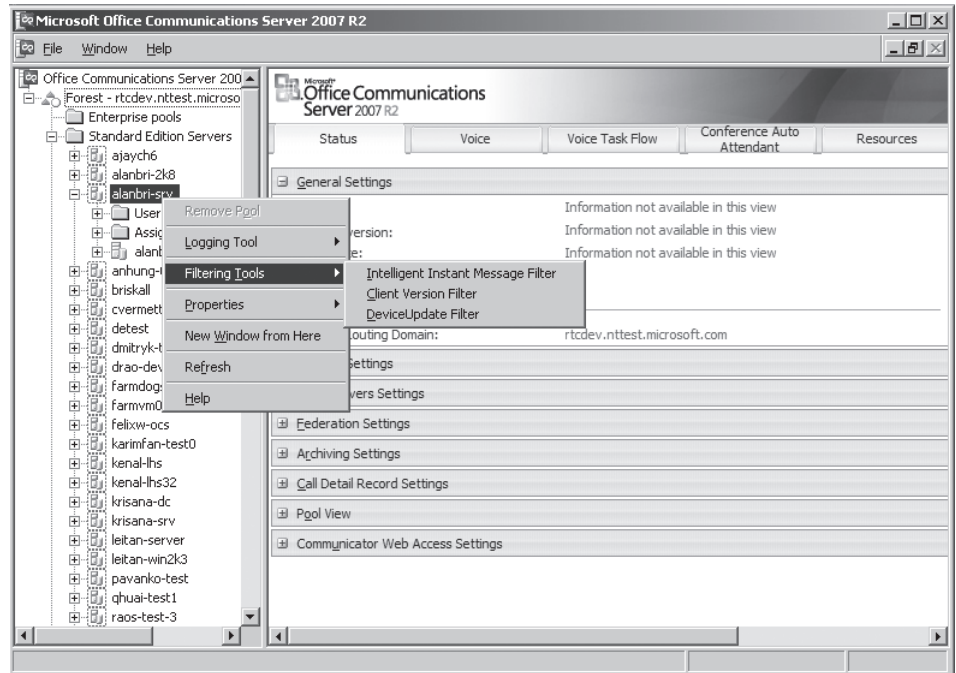 Microsoft Office Communications Server 2007 R2
File Window Help
Office Communications Server 200
Forest - rtcdev.nttest.microso
Enterprise pools
Standard Edition Servers
ajaych6
alanbri-2k8
alanbri-srv
User
Assig
alanb
anhung-
briskall
cvermett
detest
dmitryk-t
drao-dev
farmdog
farmvm0
felixw-ocs
karimfan-test0
kenal-lhs
kenal-lhs32
krisana-dc
krisana-srv
leitan-server
leitan-win2k3
pavanko-test
qhuai-test1
raos-test-3
Remove Pool
Logging Tool
Filtering Tools
Properties
New Window from Here
Refresh
Help
Intelligent Instant Message Filter
Client Version Filter
DeviceUpdate Filter
Microsoft
Office Communications
Server 2007 R2
Status
Voice
Voice Task Flow
Conference Auto
Attendant
Resources
General Settings
Information not available in this view
version:
Information not available in this view
e:
Information not available in this view
outing Domain:
rtcdev.nttest.microsoft.com
Settings
vers Settings
Federation Settings
Archiving Settings
Call Detail Record Settings
Pool View
Communicator Web Access Settings